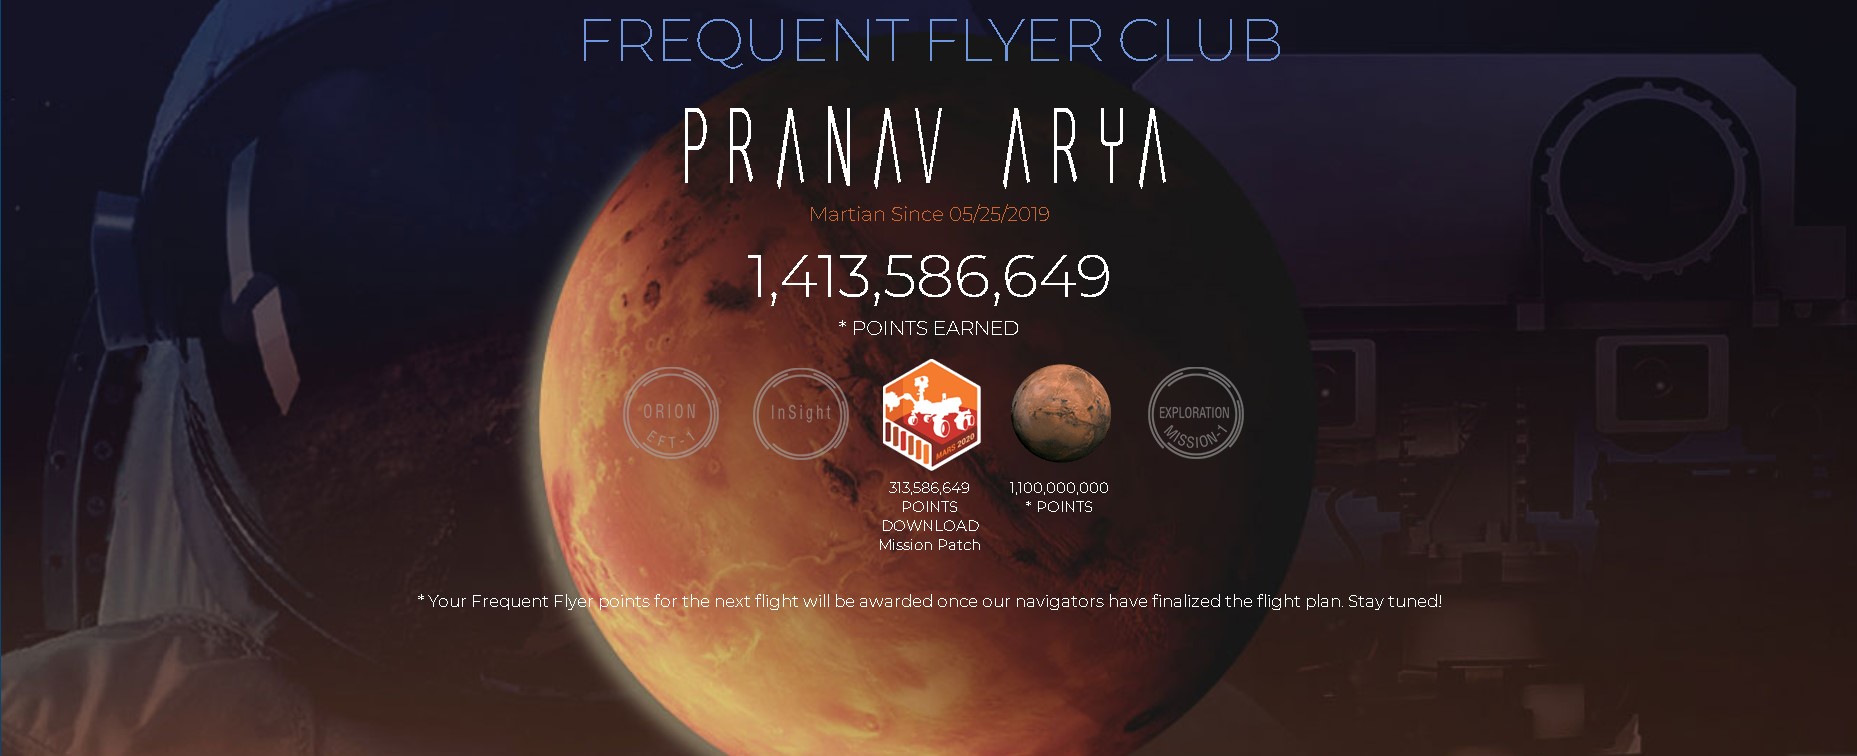 FREQUENT FLYER CLUB
PRANAV ARYA
Martian Since 05/25/2019
1,413,586,649
* POINTS EARNED
ORION
EFT-1
InSight
MARS 2020
EXPLORATION
MISSION-1
313,586,649
POINTS
DOWNLOAD
Mission Patch
1,100,000,000
* POINTS
* Your Frequent Flyer points for the next flight will be awarded once our navigators have finalized the flight plan. Stay tuned!